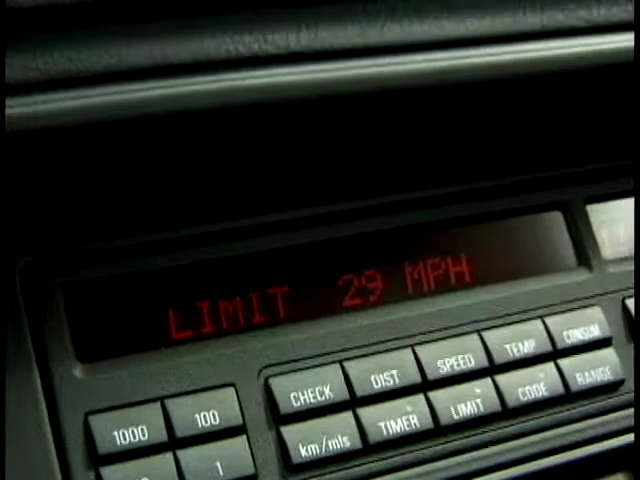 LIMIT 29 MPH
CHECK DIST SPEED TEMP CONSUM
1000 100 km/mls TIMER LIMIT CODE RANGE
1